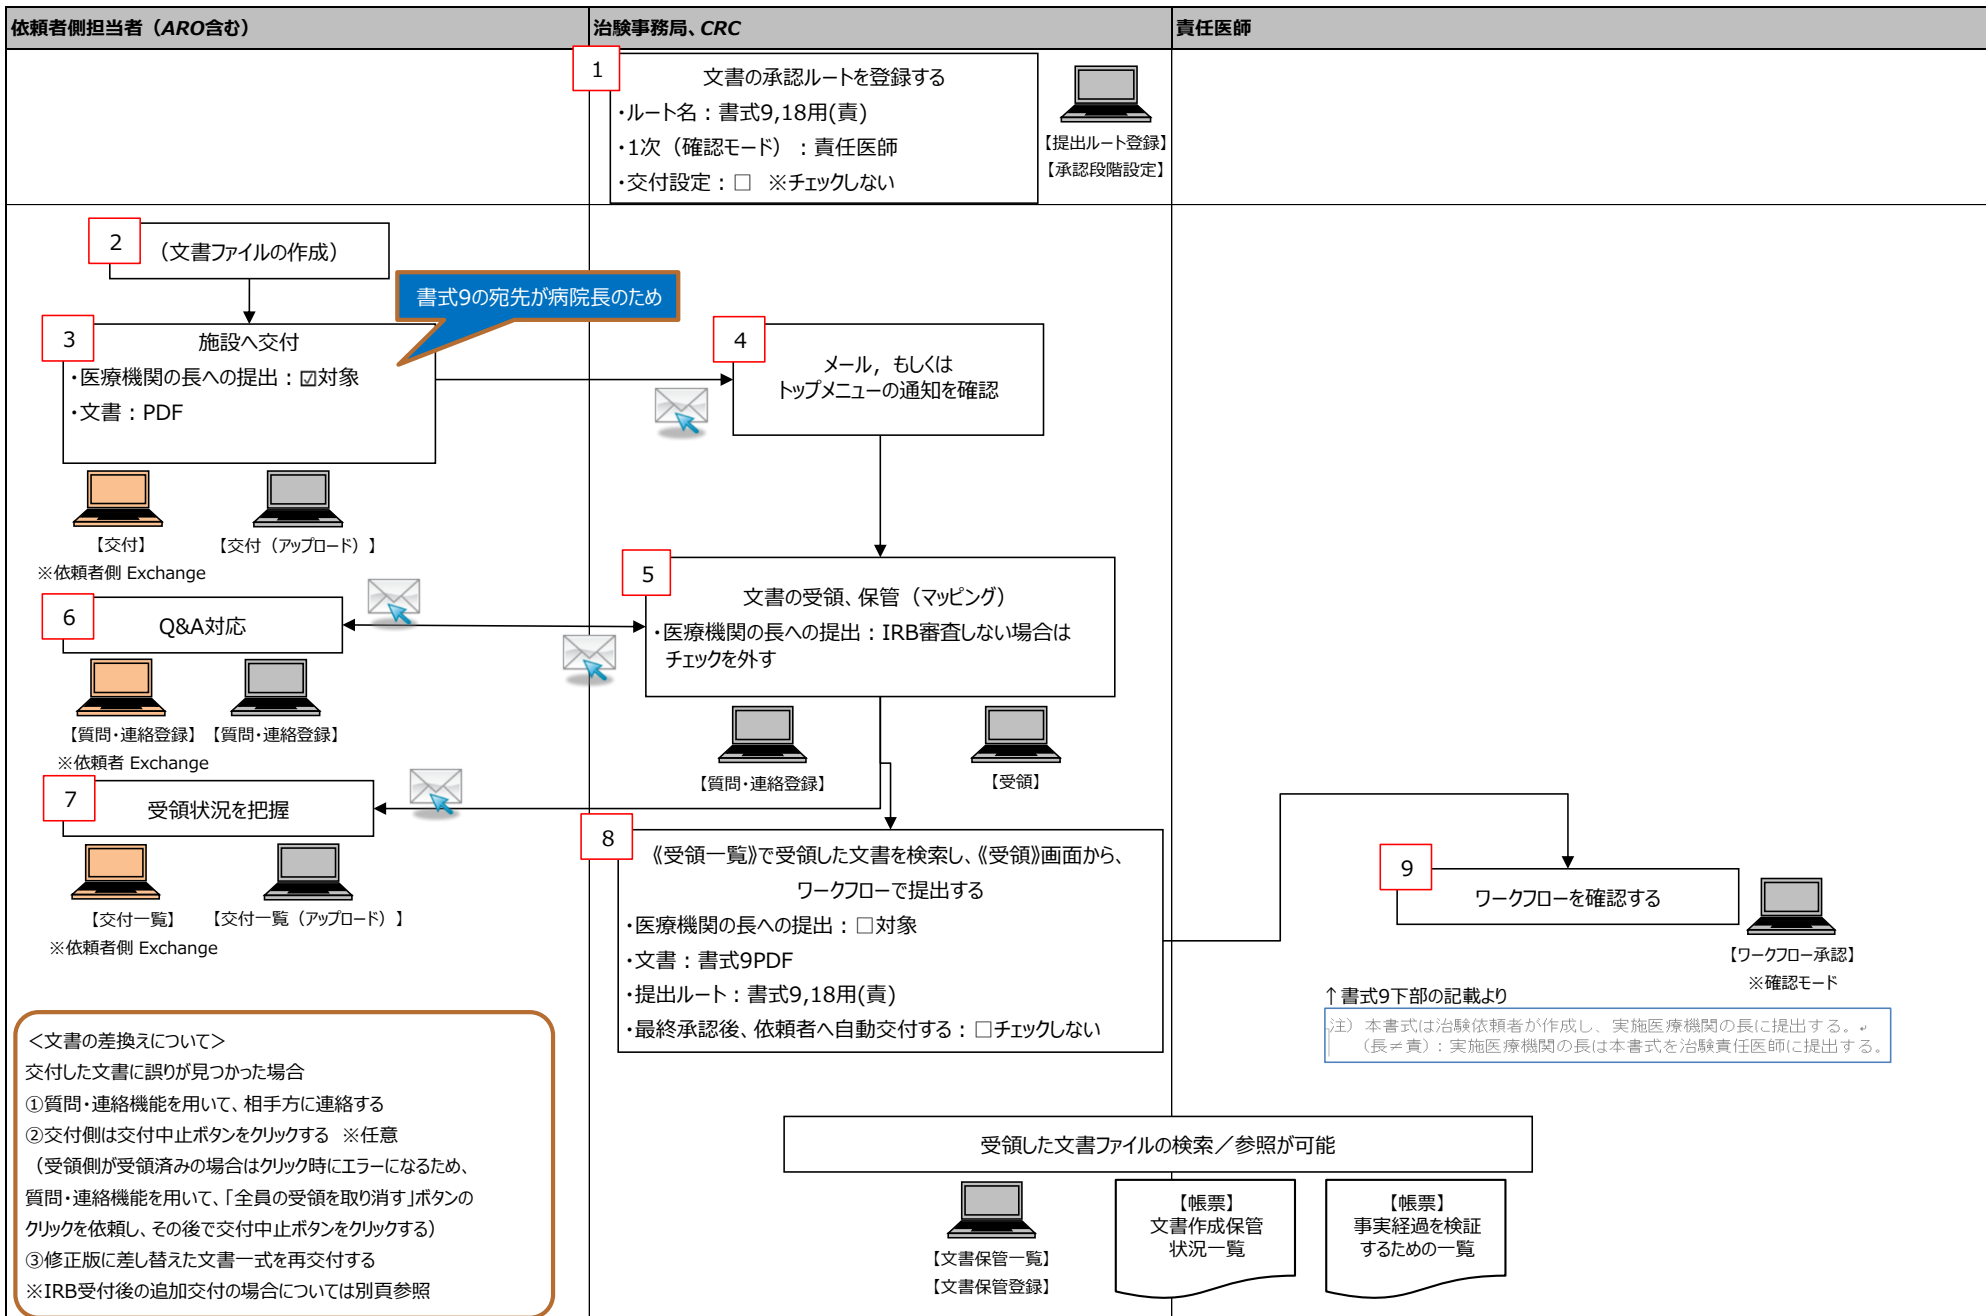 依頼者側担当者（ARO含む）
治験事務局、CRC
責任医師
1
文書の承認ルートを登録する
・ルート名：書式9,18用(責)
・1次（確認モード）：責任医師
・交付設定：□　※チェックしない
【提出ルート登録】
【承認段階設定】
2
（文書ファイルの作成）
書式9の宛先が病院長のため
3
施設へ交付
・医療機関の長への提出：☑対象
・文書：PDF
【交付】
【交付（アップロード）】
※依頼者側 Exchange
4
メール，もしくは
トップメニューの通知を確認
5
文書の受領、保管（マッピング）
・医療機関の長への提出：IRB審査しない場合は
チェックを外す
【質問・連絡登録】
【受領】
6
Q&A対応
【質問・連絡登録】
【質問・連絡登録】
※依頼者 Exchange
7
受領状況を把握
【交付一覧】
【交付一覧（アップロード）】
※依頼者側 Exchange
8
《受領一覧》で受領した文書を検索し、《受領》画面から、
ワークフローで提出する
・医療機関の長への提出：□対象
・文書：書式9PDF
・提出ルート：書式9,18用(責)
・最終承認後、依頼者へ自動交付する：□チェックしない
9
ワークフローを確認する
【ワークフロー承認】
※確認モード
↑書式9下部の記載より
注）本書式は治験依頼者が作成し、実施医療機関の長に提出する。↵
（長≠責）：実施医療機関の長は本書式を治験責任医師に提出する。
＜文書の差換えについて＞
交付した文書に誤りが見つかった場合
①質問・連絡機能を用いて、相手方に連絡する
②交付側は交付中止ボタンをクリックする　※任意
（受領側が受領済みの場合はクリック時にエラーになるため、
質問・連絡機能を用いて、「全員の受領を取り消す」ボタンの
クリックを依頼し、その後で交付中止ボタンをクリックする）
③修正版に差し替えた文書一式を再交付する
※IRB受付後の追加交付の場合については別頁参照
受領した文書ファイルの検索／参照が可能
【文書保管一覧】
【文書保管登録】
【帳票】
文書作成保管
状況一覧
【帳票】
事実経過を検証
するための一覧